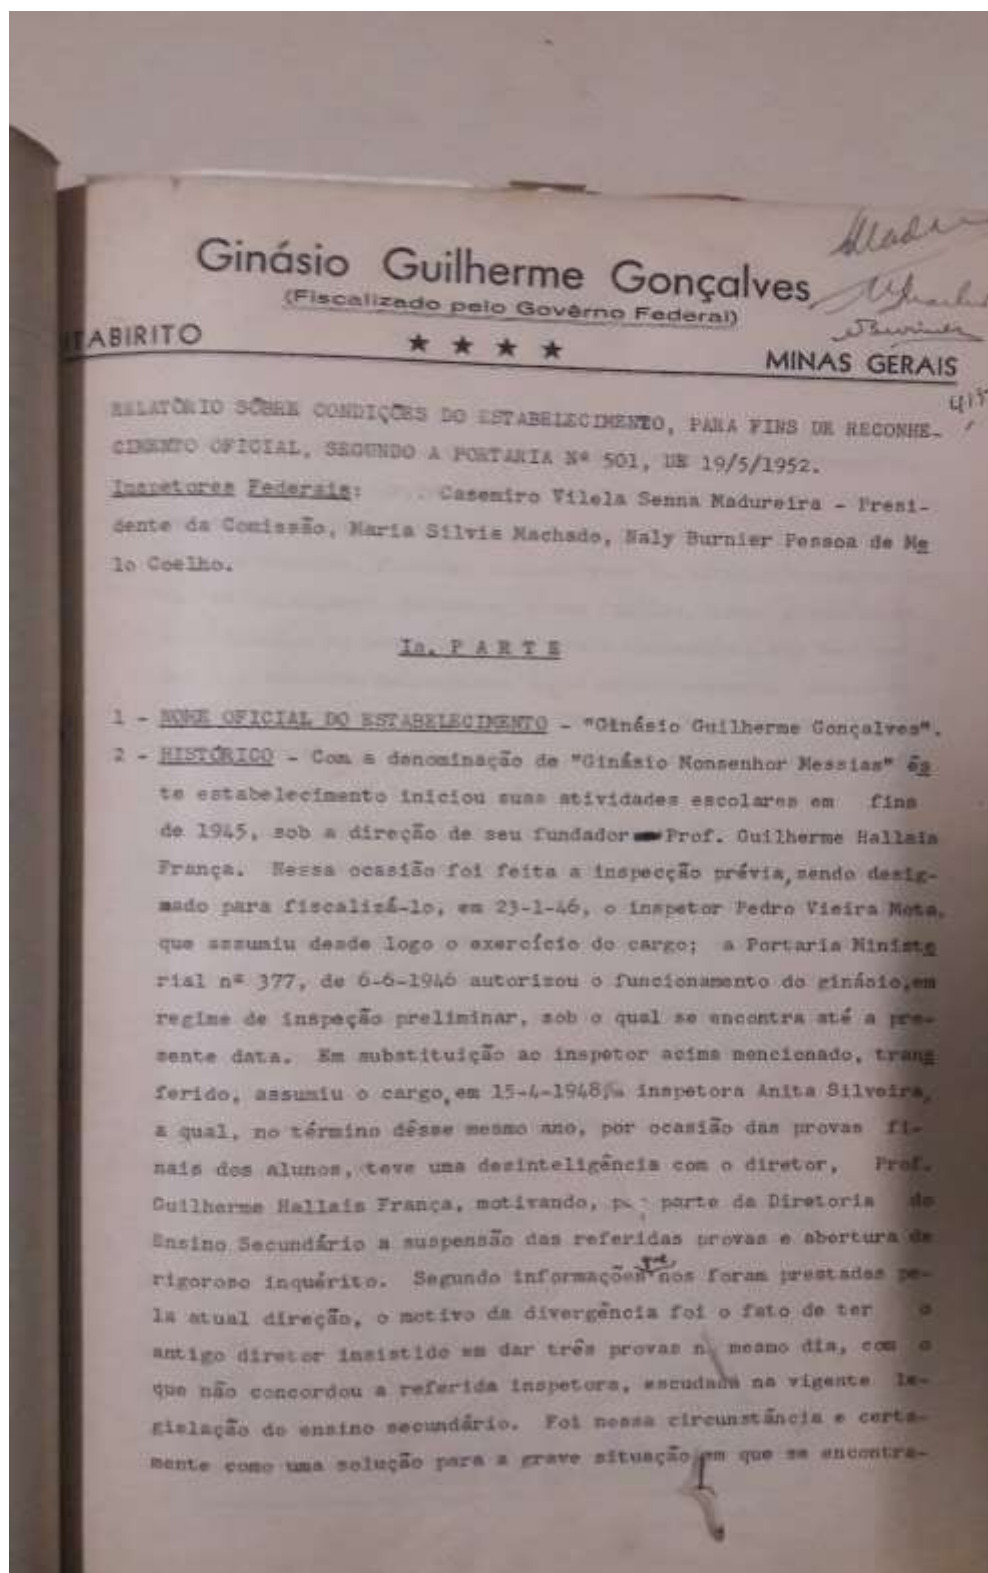 Ginásio Guilherme Gonçalves
(Fiscalizado pelo Govêrno Federal)
ITABIRITO
★ ★ ★ ★
MINAS GERAIS
RELATÓRIO SÔBRE CONDIÇÕES DO ESTABELECIMENTO, PARA FINS DE RECONHE-
CIMENTO OFICIAL, SEGUNDO A PORTARIA Nº 501, DE 19/5/1952.
Inspetores Federais: Casemiro Vilela Senna Madureira - Presi-
dente da Comissão, Maria Silvia Machado, Naly Burnier Pessoa de Me
lo Coelho.
Ia. P A R T E
1 - NOME OFICIAL DO ESTABELECIMENTO - "Ginásio Guilherme Gonçalves".
2 - HISTÓRICO - Com a denominação de "Ginásio Monsenhor Messias" ês
te estabelecimento iniciou suas atividades escolares em fins
de 1945, sob a direção de seu fundador Prof. Guilherme Hallais
França. Nessa ocasião foi feita a inspecção prévia, sendo desig-
nado para fiscalizá-lo, em 23-1-46, o inspetor Pedro Vieira Mota,
que assumiu desde logo o exercício do cargo; a Portaria Ministe
rial nº 377, de 6-6-1946 autorizou o funcionamento do ginásio, em
regime de inspeção preliminar, sob o qual se encontra até a pre-
sente data. Em substituição ao inspetor acima mencionado, trans
ferido, assumiu o cargo, em 15-4-1948, a inspetora Anita Silveira,
a qual, no término dêsse mesmo ano, por ocasião das provas fi-
nais dos alunos, teve uma desinteligência com o diretor, Prof.
Guilherme Hallais França, motivando, parte da Diretoria do
Ensino Secundário a suspensão das referidas provas e abertura de
rigoroso inquérito. Segundo informações que nos foram prestadas pe-
la atual direção, o motivo da divergência foi o fato de ter o
antigo diretor insistido em dar três provas mesmo dia, com o
que não concordou a referida inspetora, escudada na vigente le-
gislação do ensino secundário. Foi nessa circunstância e certa-
mente como uma solução para a grave situação em que se encontra-